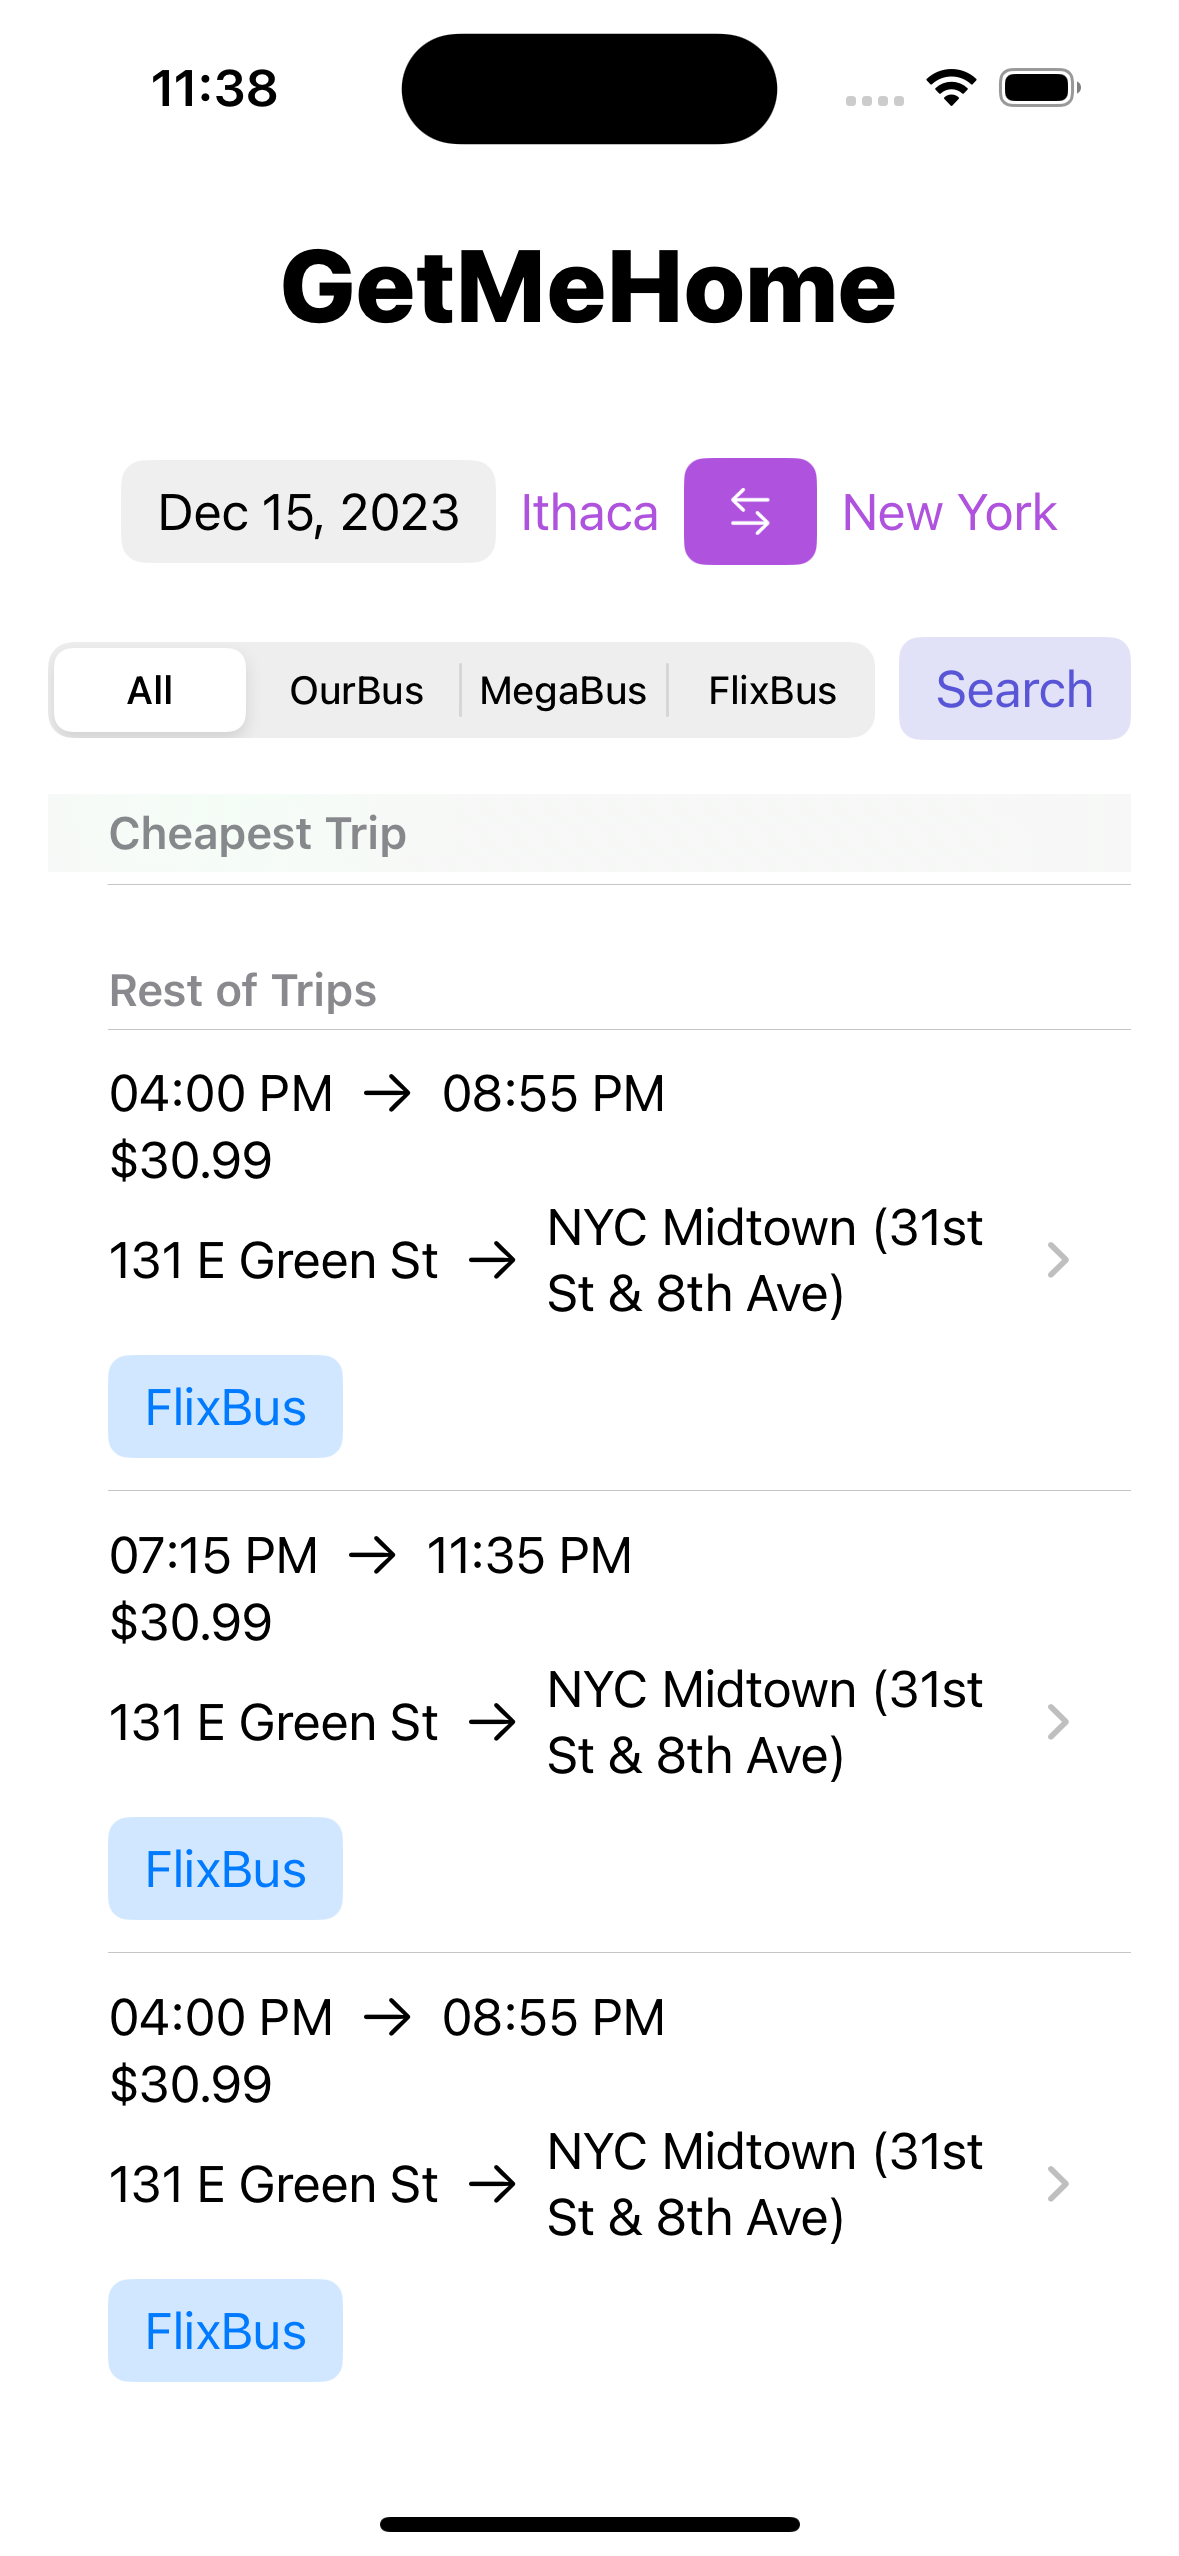 11:38
GetMeHome
Dec 15, 2023 Ithaca New York
All OurBus MegaBus FlixBus Search
Cheapest Trip
Rest of Trips
04:00 PM → 08:55 PM
$30.99
131 E Green St → NYC Midtown (31st
St & 8th Ave)
FlixBus
07:15 PM → 11:35 PM
$30.99
131 E Green St → NYC Midtown (31st
St & 8th Ave)
FlixBus
04:00 PM → 08:55 PM
$30.99
131 E Green St → NYC Midtown (31st
St & 8th Ave)
FlixBus